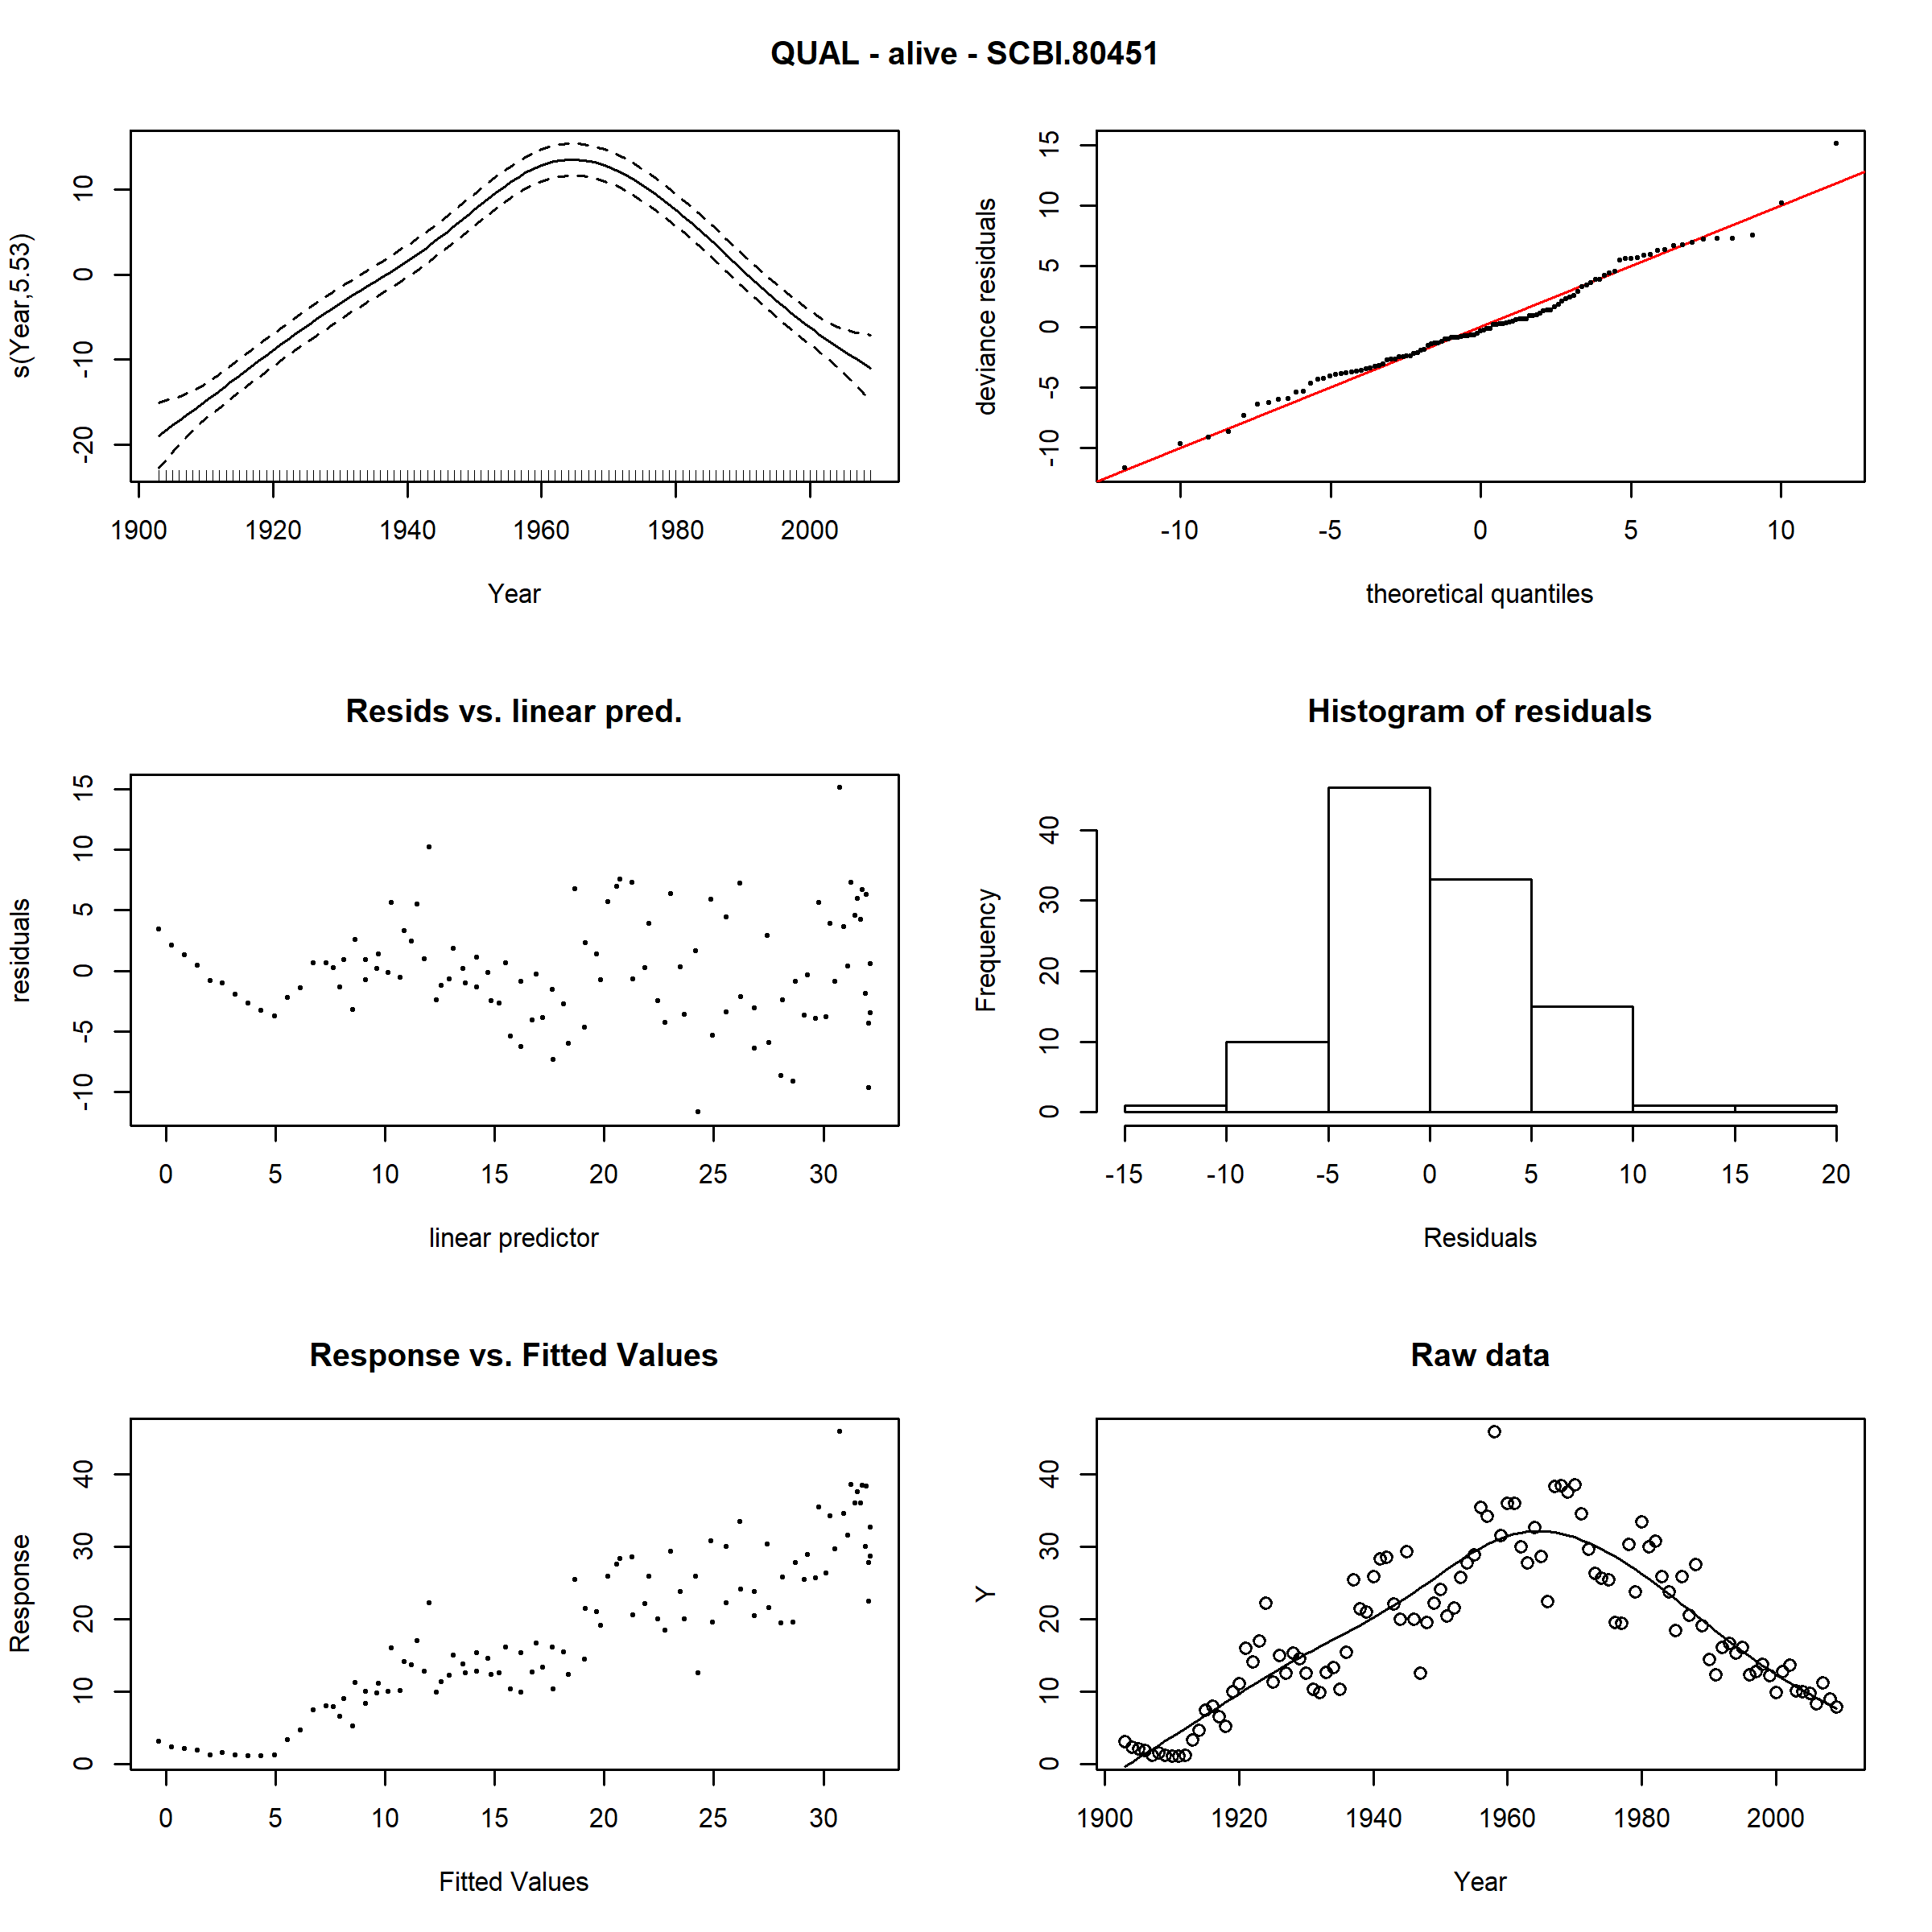 QUAL - alive - SCBI.80451
s(Year,5.53)
10
0
-10
-20
1900 1920 1940 1960 1980 2000
Year
deviance residuals
15
10
5
0
-5
-10
-10 -5 0 5 10
theoretical quantiles
Resids vs. linear pred.
residuals
15
10
5
0
-5
-10
0 5 10 15 20 25 30
linear predictor
Histogram of residuals
Frequency
40
30
20
10
0
-15 -10 -5 0 5 10 15 20
Residuals
Response vs. Fitted Values
Response
40
30
20
10
0
0 5 10 15 20 25 30
Fitted Values
Raw data
Y
40
30
20
10
0
1900 1920 1940 1960 1980 2000
Year